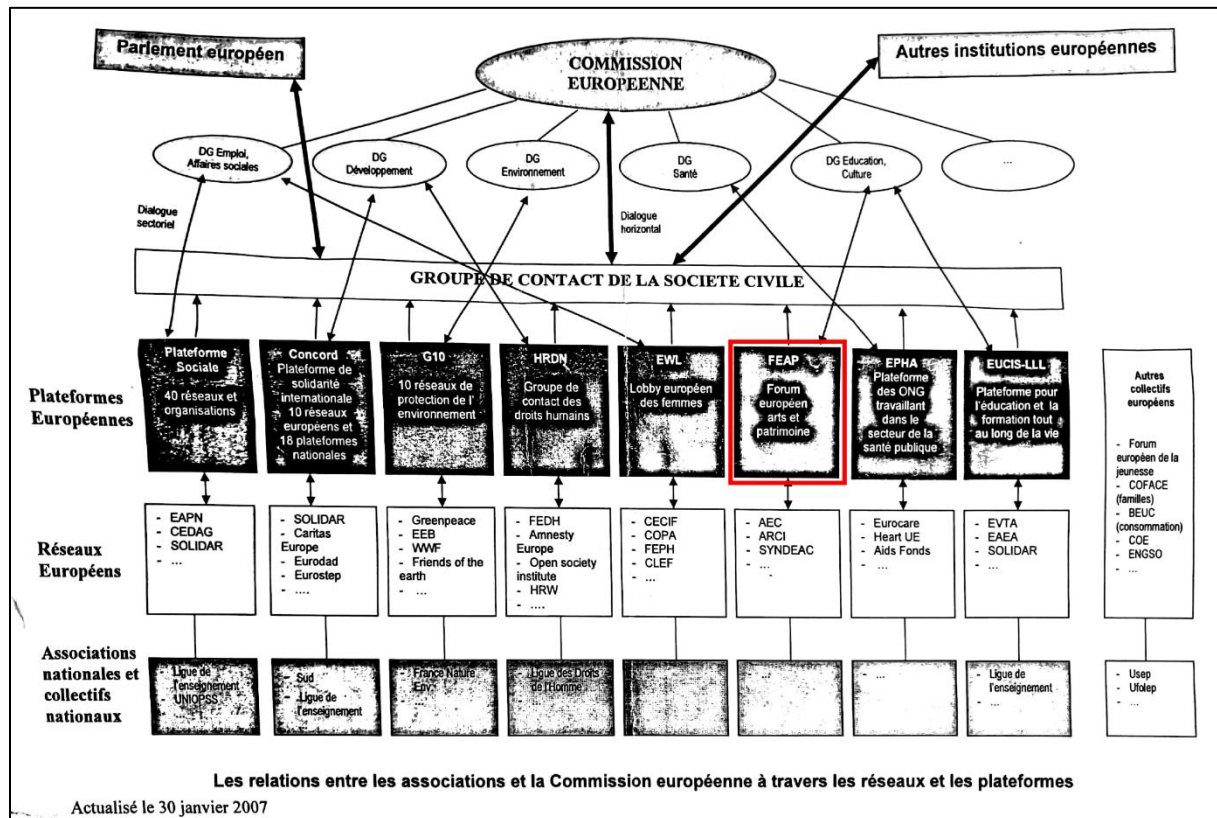 Parlement européen
COMMISSION
EUROPEENNE
Autres institutions européennes
DG Emploi,
Affaires sociales
DG
Développement
DG
Environnement
DG
Santé
DG Education,
Culture
...
Dialogue
sectoriel
Dialogue
horizontal
GROUPE DE CONTACT DE LA SOCIETE CIVILE
Plateformes
Européennes
Plateforme
Sociale
40 réseaux et
organisations
Concord
Plateforme de
solidarité
internationale
10 réseaux
européens et
18 plateformes
nationales
G10
10 réseaux de
protection de l'
environnement
HRDN
Groupe de
contact des
droits humains
EWL
Lobby européen
des femmes
FEAP
Forum
européen
arts et
patrimoine
EPHA
Plateforme
des ONG
travaillant
dans le
secteur de la
santé publique
EUCIS-LLL
Plateforme pour
l'éducation et la
formation tout
au long de la vie
Autres
collectifs
européens
- Forum
européen de la
jeunesse
- COFACE
(familles)
- BEUC
(consommation)
- COE
- ENGSO
- ...
Réseaux
Européens
- EAPN
- CEDAG
- SOLIDAR
- ...
- SOLIDAR
- Caritas
Europe
- Eurodad
- Eurostep
- ....
- Greenpeace
- EEB
- WWF
- Friends of the
earth
- ...
- FEDH
- Amnesty
Europe
- Open society
institute
- HRW
- ....
- CECIF
- COPA
- FEPH
- CLEF
- ...
- AEC
- ARCI
- SYNDEAC
- ...
- Eurocare
- Heart UE
- Aids Fonds
- ...
- EVTA
- EAEA
- SOLIDAR
- ...
Associations
nationales et
collectifs
nationaux
- Ligue de
l'enseignement
UNIOPSS
- Sud
- Ligue de
l'enseignement
- France Nature
Env.
- ...
- Ligue des Droits
de l'Homme
- ...
- ...
- Ligue de
l'enseignement
- ...
- Usep
- Ufolep
- ...
Les relations entre les associations et la Commission européenne à travers les réseaux et les plateformes
Actualisé le 30 janvier 2007